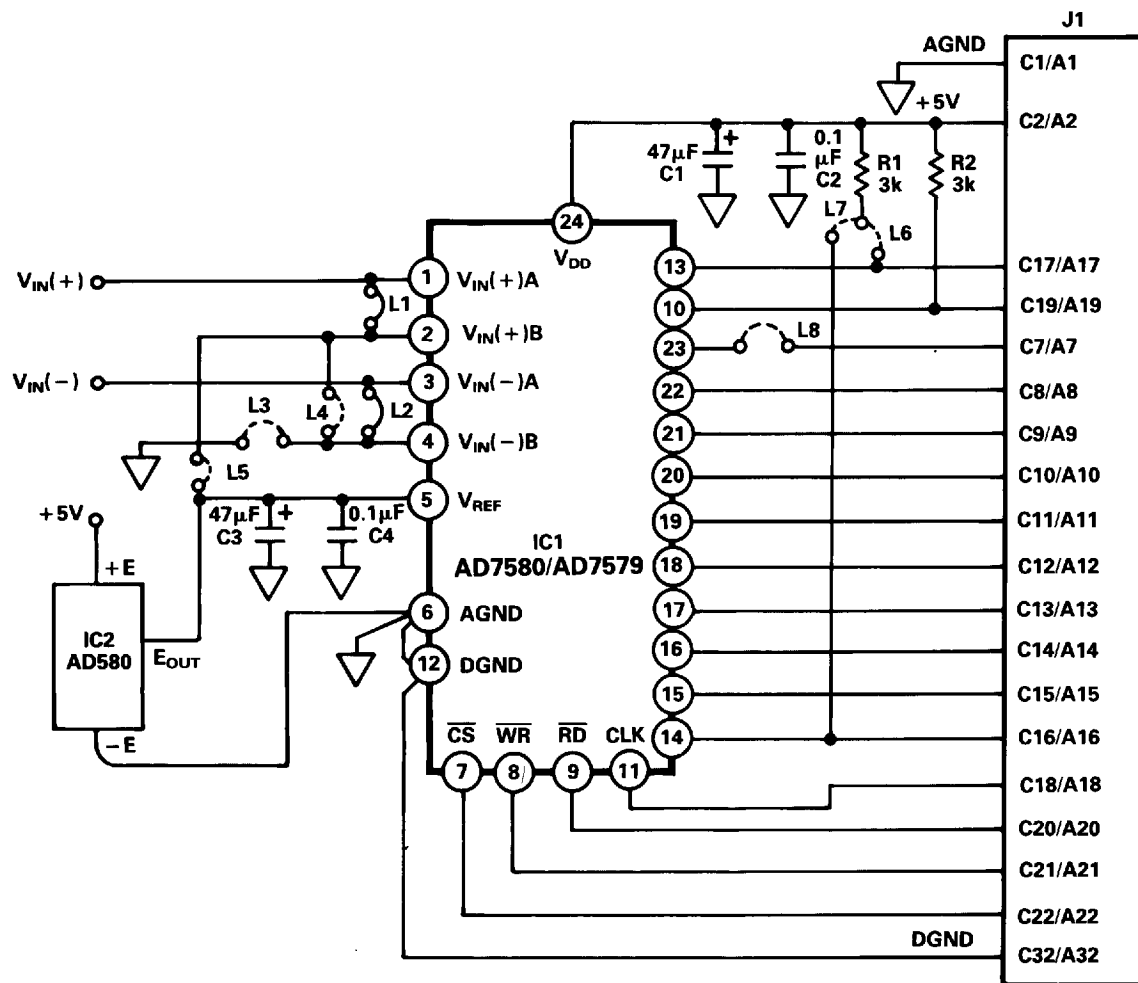 J1
AGND
C1/A1
+5V
C2/A2
47μF
C1
+
0.1
μF
C2
R1
3k
R2
3k
L7
L6
24
VDD
VIN(+)
1
VIN(+)A
13
C17/A17
L1
2
VIN(+)B
10
C19/A19
23
L8
C7/A7
VIN(-)
3
VIN(-)A
22
C8/A8
L3
L4
L2
4
VIN(-)B
21
C9/A9
L5
20
C10/A10
5
VREF
+5V
47μF
C3
+
0.1μF
C4
19
C11/A11
IC1
AD7580/AD7579
18
C12/A12
+E
6
AGND
17
C13/A13
IC2
AD580
EOUT
16
C14/A14
12
DGND
15
C15/A15
-E
CS
WR
RD
CLK
14
C16/A16
7
8
9
11
C18/A18
C20/A20
C21/A21
C22/A22
DGND
C32/A32